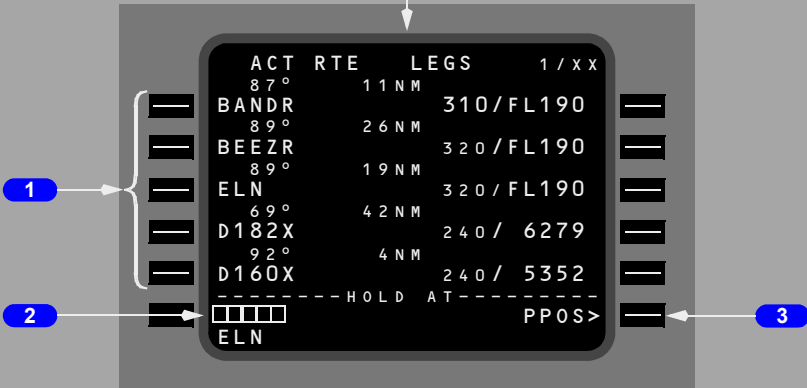 ACT RTE LEGS 1/XX
87° 11NM
BANDR 310/FL190
89° 26NM
BEEZR 320/FL190
89° 19NM
ELN 320/FL190
69° 42NM
D182X 240/ 6279
92° 4NM
D160X 240/ 5352
--------HOLD AT---------
PPOS>
ELN
1
2
3